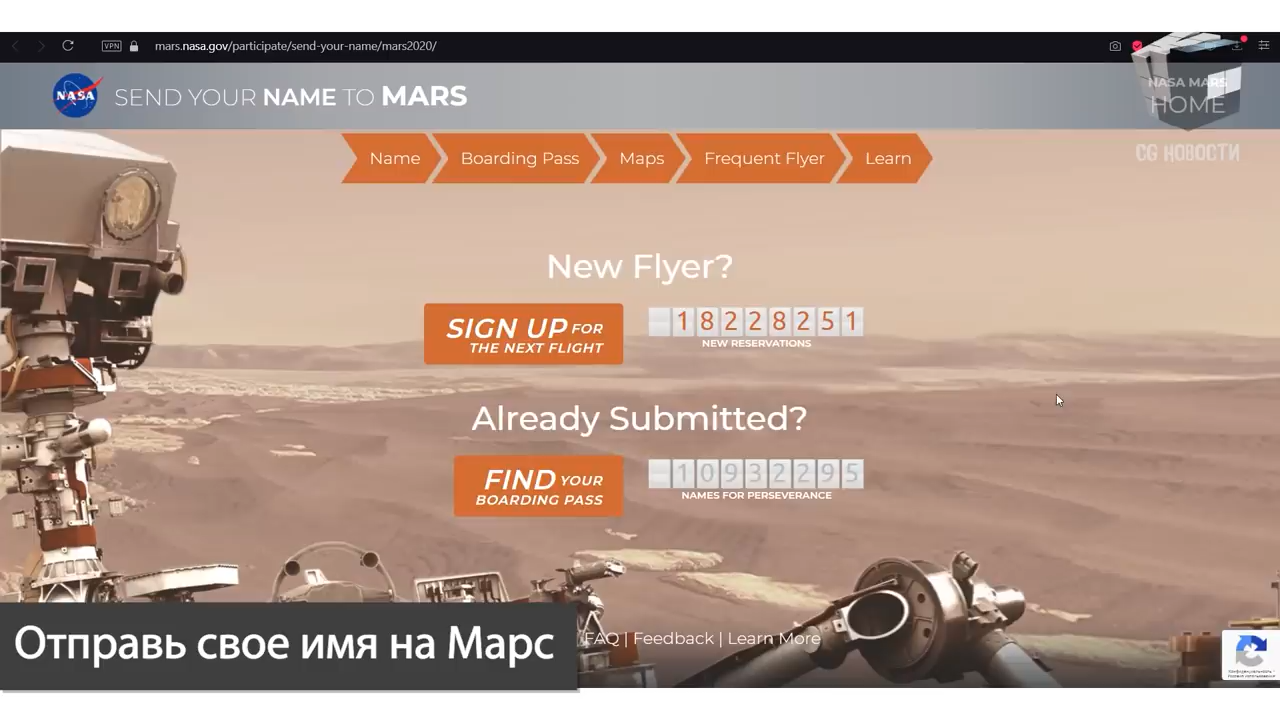 VPN
mars.nasa.gov/participate/send-your-name/mars2020/
NASA
SEND YOUR NAME TO MARS
NASA MARS
HOME
CG НОВОСТИ
Name
Boarding Pass
Maps
Frequent Flyer
Learn
New Flyer?
SIGN UP FOR
THE NEXT FLIGHT
18228251
NEW RESERVATIONS
Already Submitted?
FIND YOUR
BOARDING PASS
10932295
NAMES FOR PERSEVERANCE
Отправь свое имя на Марс
FAQ | Feedback | Learn More